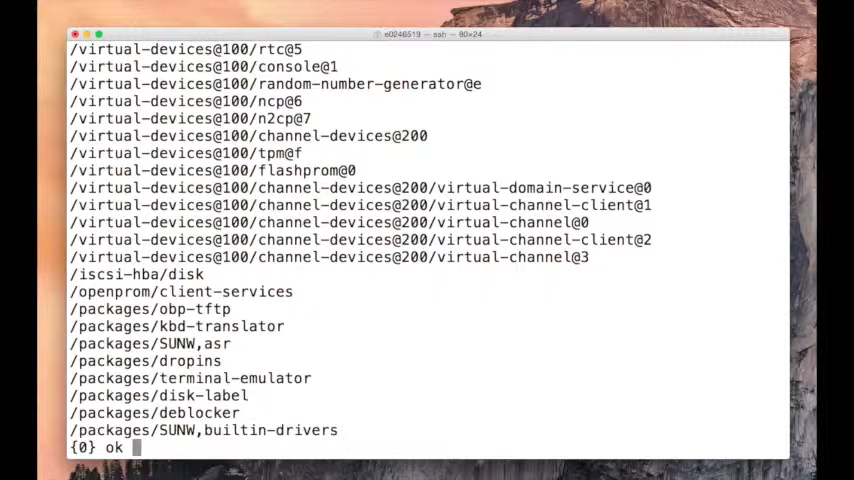 e0246519 — ssh — 80×24
/virtual-devices@100/rtc@5
/virtual-devices@100/console@1
/virtual-devices@100/random-number-generator@e
/virtual-devices@100/ncp@6
/virtual-devices@100/n2cp@7
/virtual-devices@100/channel-devices@200
/virtual-devices@100/tpm@f
/virtual-devices@100/flashprom@0
/virtual-devices@100/channel-devices@200/virtual-domain-service@0
/virtual-devices@100/channel-devices@200/virtual-channel-client@1
/virtual-devices@100/channel-devices@200/virtual-channel@0
/virtual-devices@100/channel-devices@200/virtual-channel-client@2
/virtual-devices@100/channel-devices@200/virtual-channel@3
/iscsi-hba/disk
/openprom/client-services
/packages/obp-tftp
/packages/kbd-translator
/packages/SUNW,asr
/packages/dropins
/packages/terminal-emulator
/packages/disk-label
/packages/deblocker
/packages/SUNW,builtin-drivers
{0} ok